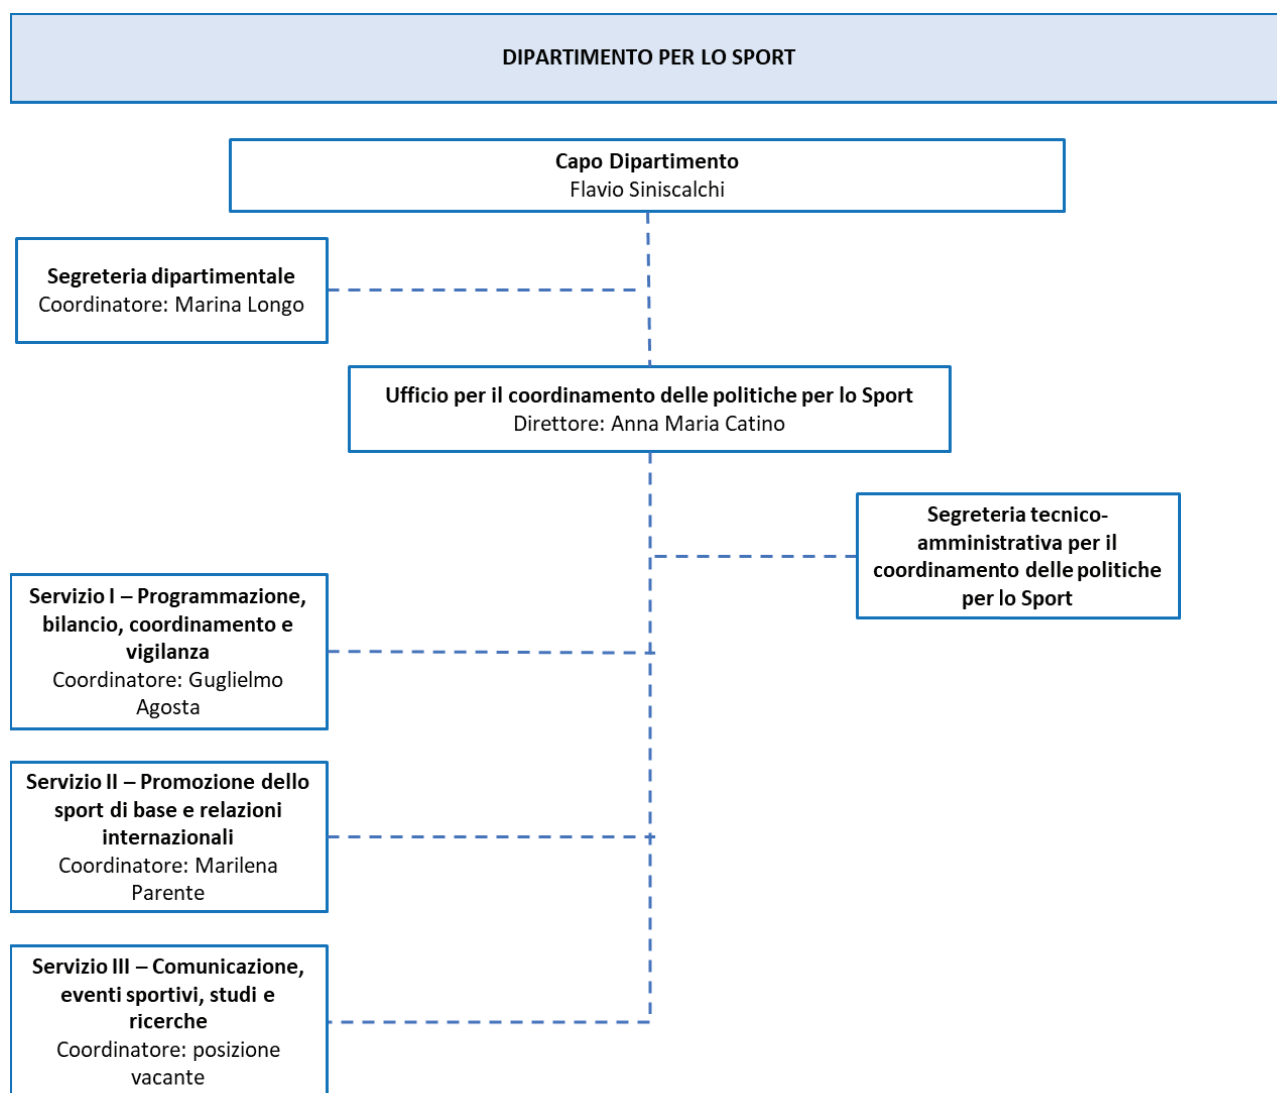 DIPARTIMENTO PER LO SPORT
Capo Dipartimento
Flavio Siniscalchi
Segreteria dipartimentale
Coordinatore: Marina Longo
Ufficio per il coordinamento delle politiche per lo Sport
Direttore: Anna Maria Catino
Segreteria tecnico-
amministrativa per il
coordinamento delle politiche
per lo Sport
Servizio I – Programmazione,
bilancio, coordinamento e
vigilanza
Coordinatore: Guglielmo
Agosta
Servizio II – Promozione dello
sport di base e relazioni
internazionali
Coordinatore: Marilena
Parente
Servizio III – Comunicazione,
eventi sportivi, studi e
ricerche
Coordinatore: posizione
vacante